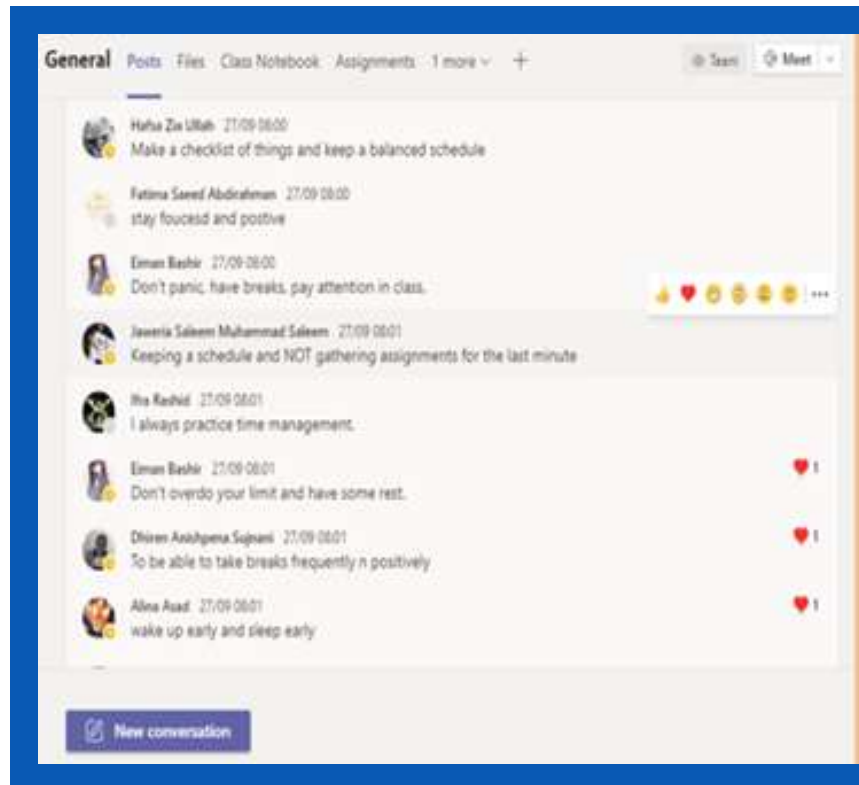 General Posts Files Class Notebook Assignments 1 more + Team Meet
Hafsa Zia Ullah 27/09 08:00
Make a checklist of things and keep a balanced schedule
Fatima Saeed Abdirahman 27/09 08:00
stay foucesd and postive
Eman Bashir 27/09 08:00
Don't panic, have breaks, pay attention in class.
Jaweria Saleem Muhammad Saleem 27/09 08:01
Keeping a schedule and NOT gathering assignments for the last minute
Rashid 27/09 08:01
I always practice time management.
Eman Bashir 27/09 08:01
1
Don't overdo your limit and have some rest.
Dhiren 27/09 08:01
1
To be able to take breaks frequently n positively
Alina Asad 27/09 08:01
1
wake up early and sleep early
New conversation